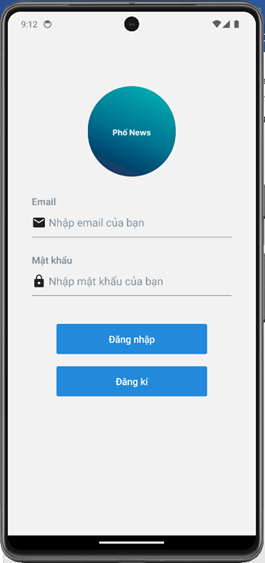 9:12
Phố News
Email
Nhập email của bạn
Mật khẩu
Nhập mật khẩu của bạn
Đăng nhập
Đăng kí